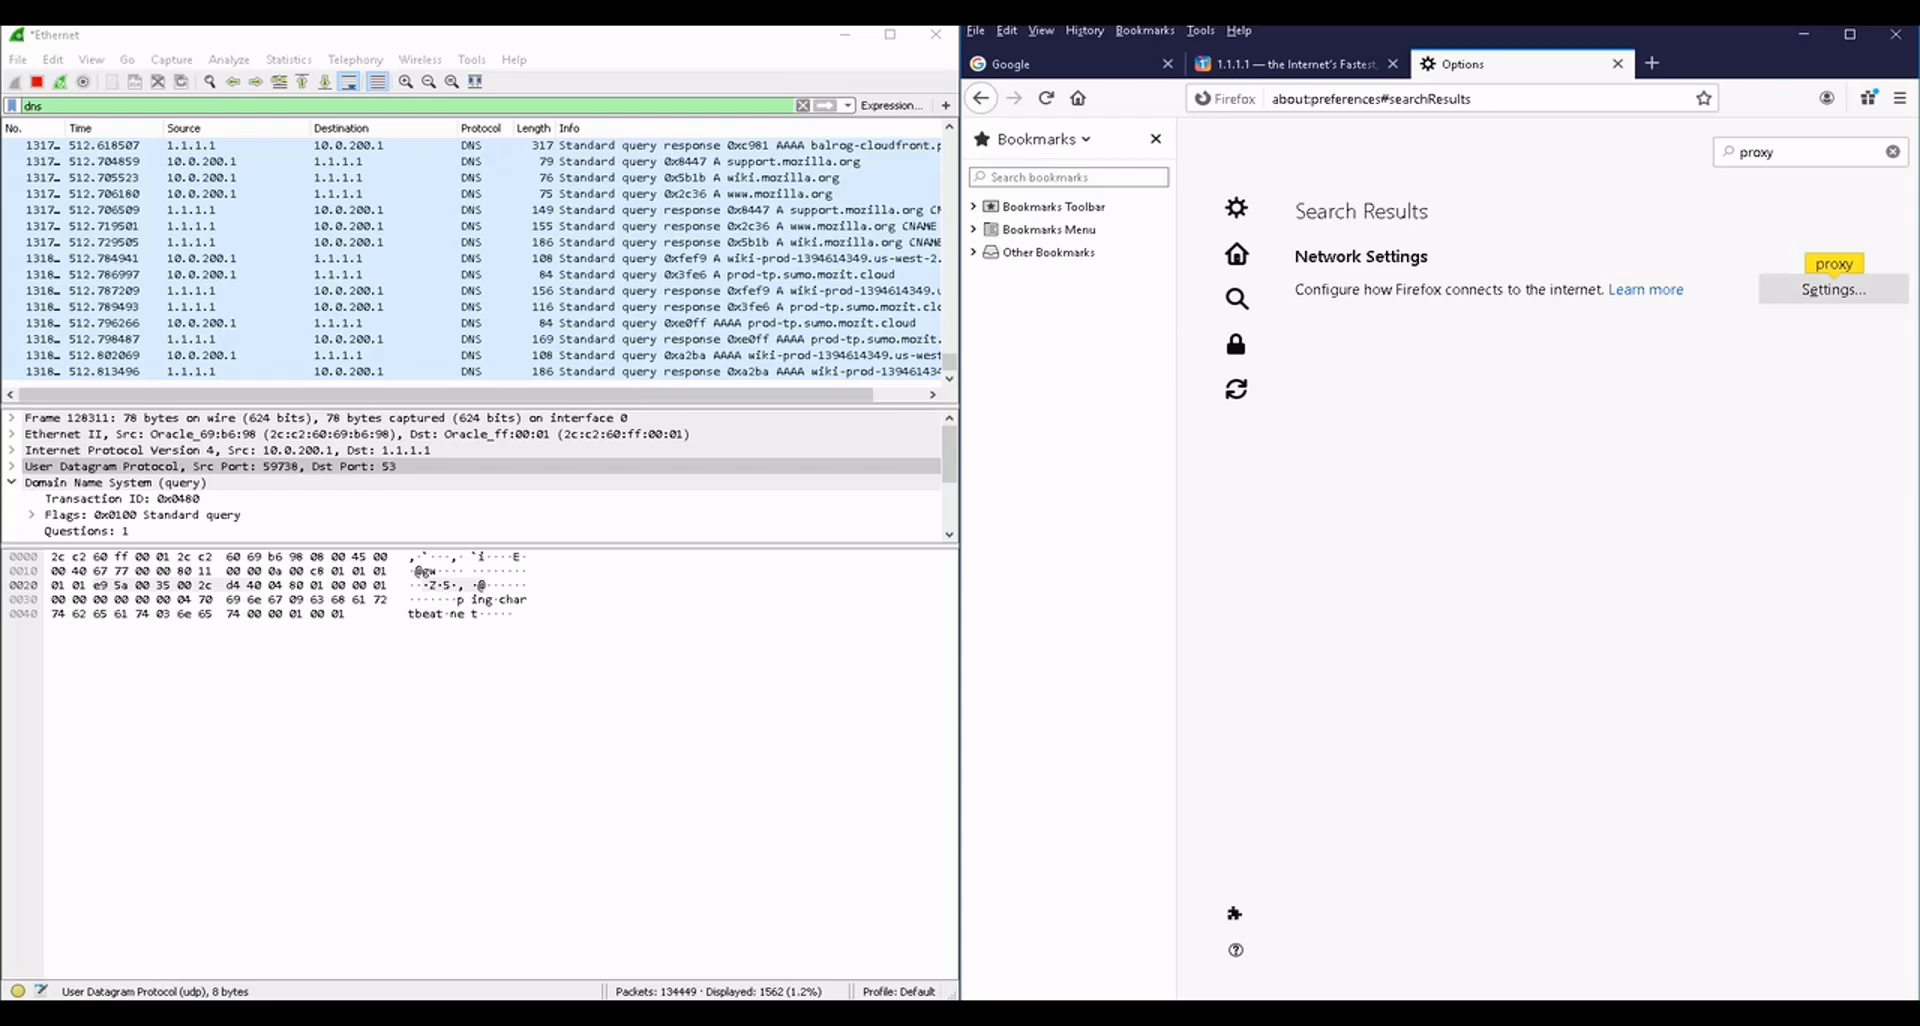 *Ethernet
File Edit View Go Capture Analyze Statistics Telephony Wireless Tools Help
dns
Expression...
+
No. Time Source Destination Protocol Length Info
1317… 512.618507 1.1.1.1 10.0.200.1 DNS 317 Standard query response 0xc981 AAAA balrog-cloudfront.p
1317… 512.704859 10.0.200.1 1.1.1.1 DNS 79 Standard query 0x8447 A support.mozilla.org
1317… 512.705523 10.0.200.1 1.1.1.1 DNS 76 Standard query 0x5b1b A wiki.mozilla.org
1317… 512.706180 10.0.200.1 1.1.1.1 DNS 75 Standard query 0x2c36 A www.mozilla.org
1317… 512.706509 1.1.1.1 10.0.200.1 DNS 149 Standard query response 0x8447 A support.mozilla.org CN
1317… 512.719501 1.1.1.1 10.0.200.1 DNS 155 Standard query response 0x2c36 A www.mozilla.org CNAME
1317… 512.729505 1.1.1.1 10.0.200.1 DNS 186 Standard query response 0x5b1b A wiki.mozilla.org CNAM
1318… 512.784941 10.0.200.1 1.1.1.1 DNS 108 Standard query 0xfef9 A wiki-prod-1394614349.us-west-2.
1318… 512.786997 10.0.200.1 1.1.1.1 DNS 84 Standard query 0x3fe6 A prod-tp.sumo.mozit.cloud
1318… 512.787209 1.1.1.1 10.0.200.1 DNS 156 Standard query response 0xfef9 A wiki-prod-1394614349.u
1318… 512.789493 1.1.1.1 10.0.200.1 DNS 116 Standard query response 0x3fe6 A prod-tp.sumo.mozit.clo
1318… 512.796266 10.0.200.1 1.1.1.1 DNS 84 Standard query 0xe0ff AAAA prod-tp.sumo.mozit.cloud
1318… 512.798487 1.1.1.1 10.0.200.1 DNS 169 Standard query response 0xe0ff AAAA prod-tp.sumo.mozit.
1318… 512.802069 10.0.200.1 1.1.1.1 DNS 108 Standard query 0xa2ba AAAA wiki-prod-1394614349.us-west
1318… 512.813496 1.1.1.1 10.0.200.1 DNS 186 Standard query response 0xa2ba AAAA wiki-prod-139461434
Frame 128311: 78 bytes on wire (624 bits), 78 bytes captured (624 bits) on interface 0
Ethernet II, Src: Oracle_69:b6:98 (2c:c2:60:69:b6:98), Dst: Oracle_ff:00:01 (2c:c2:60:ff:00:01)
Internet Protocol Version 4, Src: 10.0.200.1, Dst: 1.1.1.1
User Datagram Protocol, Src Port: 59738, Dst Port: 53
Domain Name System (query)
Transaction ID: 0x0480
Flags: 0x0100 Standard query
Questions: 1
0000 2c c2 60 ff 00 01 2c c2 60 69 b6 98 08 00 45 00 ,·`···,· `i····E·
0010 00 40 67 77 00 00 80 11 00 00 0a 00 c8 01 01 01 ·@gw···· ········
0020 01 01 e9 5a 00 35 00 2c d4 40 04 80 01 00 00 01 ···Z·5·, ·@······
0030 00 00 00 00 00 00 04 70 69 6e 67 09 63 68 61 72 ·······p ing·char
0040 74 62 65 61 74 03 6e 65 74 00 00 01 00 01 tbeat·ne t·····
User Datagram Protocol (udp), 8 bytes
Packets: 134449 · Displayed: 1562 (1.2%)
Profile: Default
File Edit View History Bookmarks Tools Help
Google
1.1.1.1 — the Internet's Fastest,
Options
Firefox about:preferences#searchResults
Bookmarks
Search bookmarks
Bookmarks Toolbar
Bookmarks Menu
Other Bookmarks
proxy
Search Results
Network Settings
proxy
Configure how Firefox connects to the internet. Learn more
Settings...